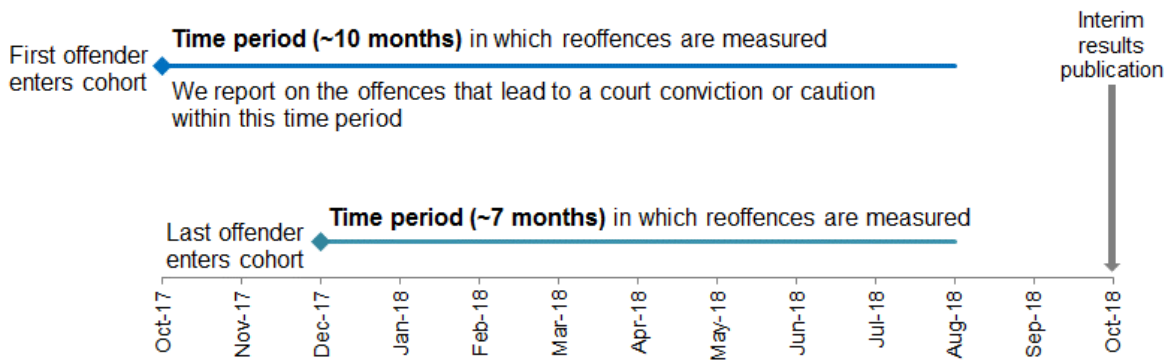 First offender
enters cohort
Time period (~10 months) in which reoffences are measured
We report on the offences that lead to a court conviction or caution
within this time period
Interim
results
publication
Last offender
enters cohort
Time period (~7 months) in which reoffences are measured
Oct-17
Nov-17
Dec-17
Jan-18
Feb-18
Mar-18
Apr-18
May-18
Jun-18
Jul-18
Aug-18
Sep-18
Oct-18